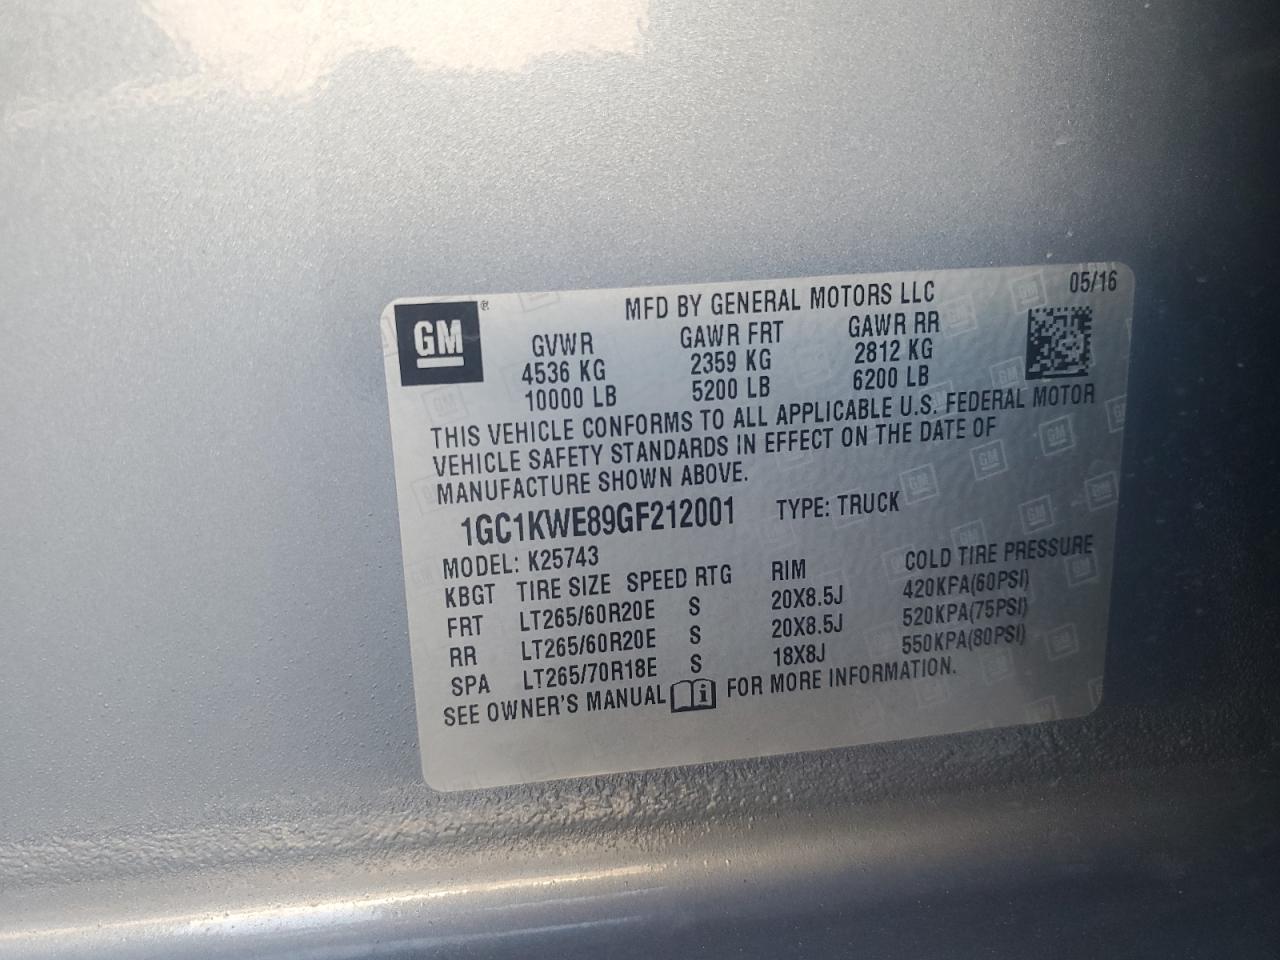 GM ®
MFD BY GENERAL MOTORS LLC 05/16
GVWR GAWR FRT GAWR RR
4536 KG 2359 KG 2812 KG
10000 LB 5200 LB 6200 LB
THIS VEHICLE CONFORMS TO ALL APPLICABLE U.S. FEDERAL MOTOR
VEHICLE SAFETY STANDARDS IN EFFECT ON THE DATE OF
MANUFACTURE SHOWN ABOVE.
1GC1KWE89GF212001 TYPE: TRUCK
MODEL: K25743
KBGT TIRE SIZE SPEED RTG RIM COLD TIRE PRESSURE
FRT LT265/60R20E S 20X8.5J 420KPA(60PSI)
RR LT265/60R20E S 20X8.5J 520KPA(75PSI)
SPA LT265/70R18E S 18X8J 550KPA(80PSI)
SEE OWNER'S MANUAL i FOR MORE INFORMATION.